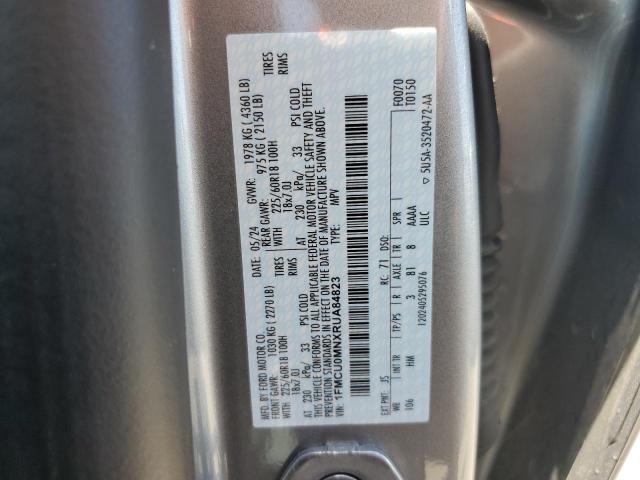 MFD. BY FORD MOTOR CO.
DATE: 05/24 GVWR: 1978 KG ( 4360 LB)
FRONT GAWR: 1030 KG ( 2270 LB) REAR GAWR: 975 KG ( 2150 LB)
WITH 225/60R18 100H TIRES WITH 225/60R18 100H TIRES
18x7.0J RIMS 18x7.0J RIMS
AT 230 kPa/ 33 PSI COLD AT 230 kPa/ 33 PSI COLD
THIS VEHICLE CONFORMS TO ALL APPLICABLE FEDERAL MOTOR VEHICLE SAFETY AND THEFT
PREVENTION STANDARDS IN EFFECT ON THE DATE OF MANUFACTURE SHOWN ABOVE.
VIN: 1FMCU0MNXRUA84823 TYPE: MPV
F0070
T0150
EXT PNT: JS RC: 71 DSO:
WB INT TR TP/PS R AXLE TR SPR
106 HM 3 81 8 AAAA
ULC
1202405295076 ▽ 5U5A-3520472-AA